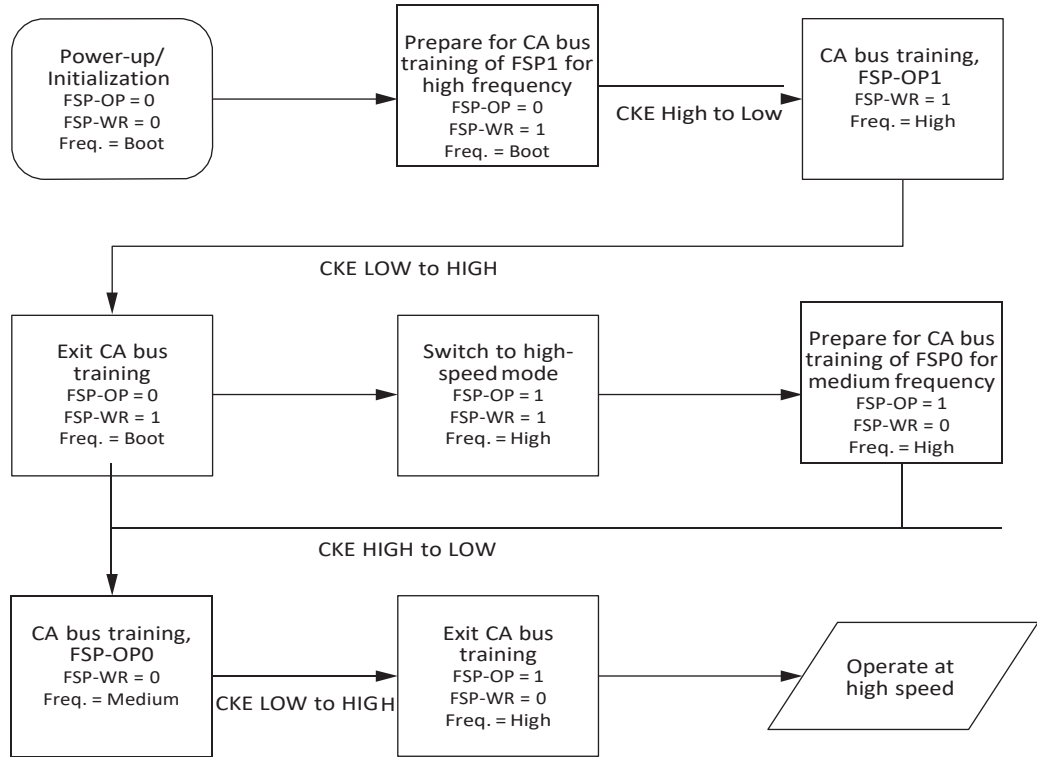 Power-up/
Initialization
FSP-OP = 0
FSP-WR = 0
Freq. = Boot
Prepare for CA bus
training of FSP1 for
high frequency
FSP-OP = 0
FSP-WR = 1
Freq. = Boot
CKE High to Low
CA bus training,
FSP-OP1
FSP-WR = 1
Freq. = High
CKE LOW to HIGH
Exit CA bus
training
FSP-OP = 0
FSP-WR = 1
Freq. = Boot
Switch to high-
speed mode
FSP-OP = 1
FSP-WR = 1
Freq. = High
Prepare for CA bus
training of FSP0 for
medium frequency
FSP-OP = 1
FSP-WR = 0
Freq. = High
CKE HIGH to LOW
CA bus training,
FSP-OP0
FSP-WR = 0
Freq. = Medium
CKE LOW to HIGH
Exit CA bus
training
FSP-OP = 1
FSP-WR = 0
Freq. = High
Operate at
high speed